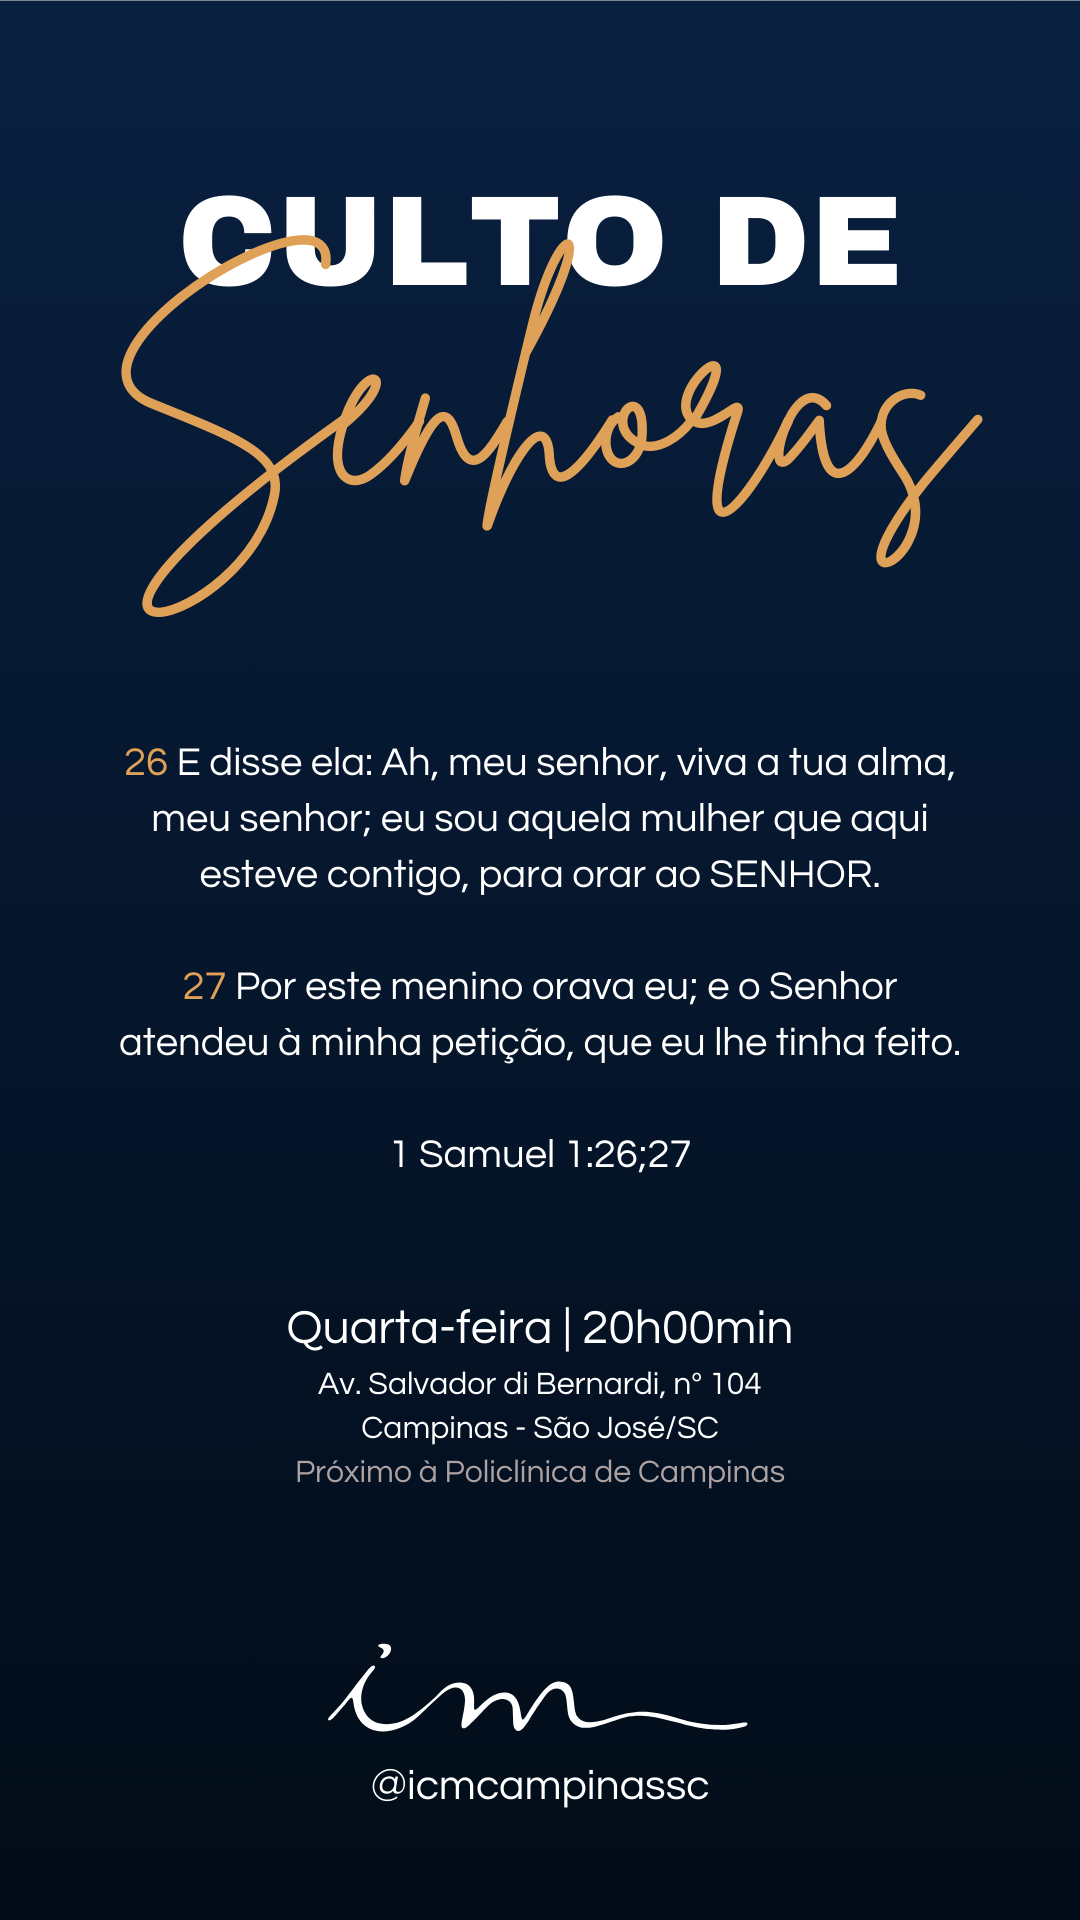 CULTO DE
Senhoras
26 E disse ela: Ah, meu senhor, viva a tua alma,
meu senhor; eu sou aquela mulher que aqui
esteve contigo, para orar ao SENHOR.
27 Por este menino orava eu; e o Senhor
atendeu à minha petição, que eu lhe tinha feito.
1 Samuel 1:26;27
Quarta-feira | 20h00min
Av. Salvador di Bernardi, nº 104
Campinas - São José/SC
Próximo à Policlínica de Campinas
im
@icmcampinassc